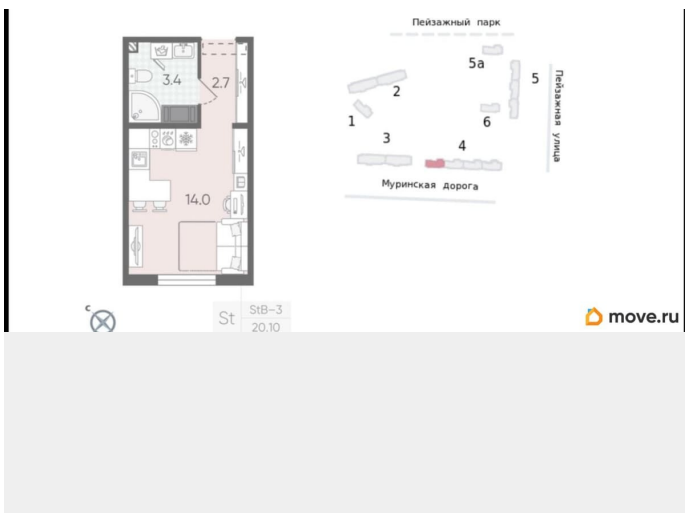 Пейзажный парк
5а
5
2
Пейзажная улица
1
6
3
4
Муринская дорога
3.4
2.7
14.0
с
St
StB-3
20.10
move.ru